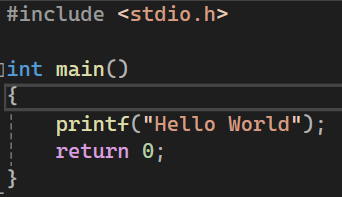 #include <stdio.h>

int main()
{
    printf("Hello World");
    return 0;
}